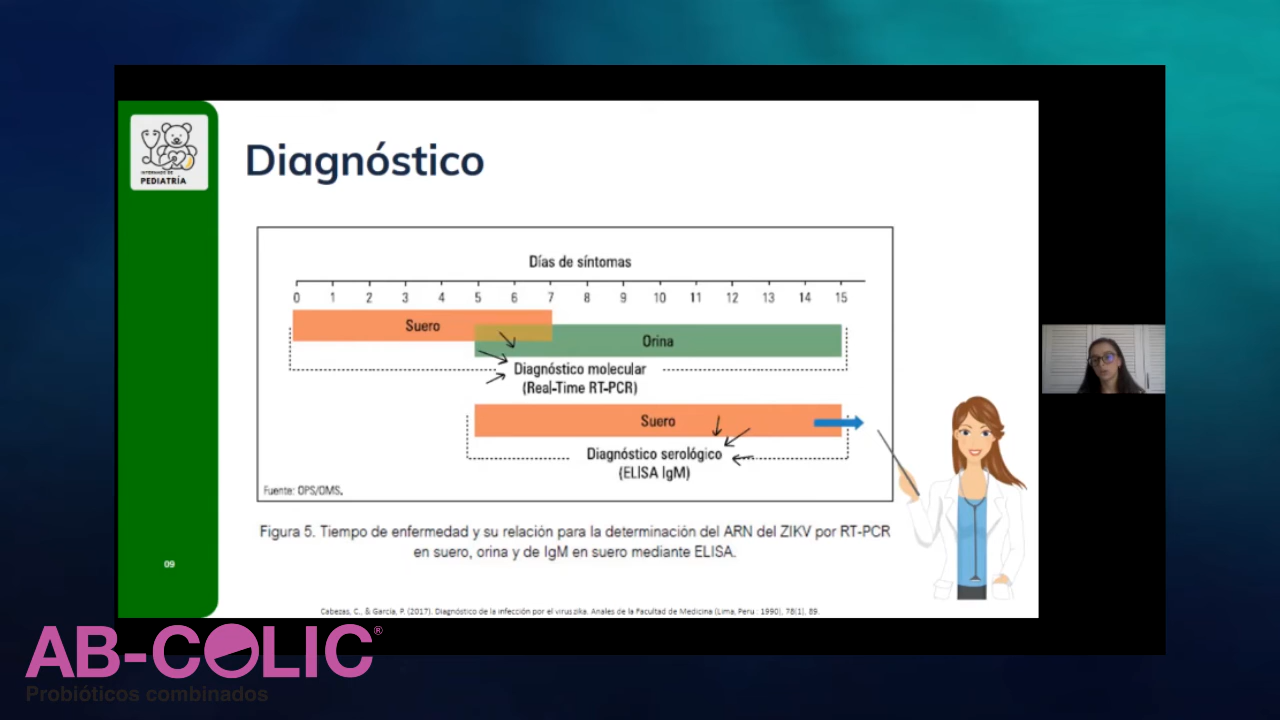 INTERNADO DE
PEDIATRÍA
Diagnóstico
Días de síntomas
0 1 2 3 4 5 6 7 8 9 10 11 12 13 14 15
Suero
Orina
Diagnóstico molecular
(Real-Time RT-PCR)
Suero
Diagnóstico serológico
(ELISA IgM)
Fuente: OPS/OMS.
Figura 5. Tiempo de enfermedad y su relación para la determinación del ARN del ZIKV por RT-PCR
en suero, orina y de IgM en suero mediante ELISA.
09
Cabezas, C., & García, P. (2017). Diagnóstico de la infección por el virus zika. Anales de la Facultad de Medicina (Lima, Peru : 1990), 78(1), 89.
AB-COLIC®
Probióticos combinados